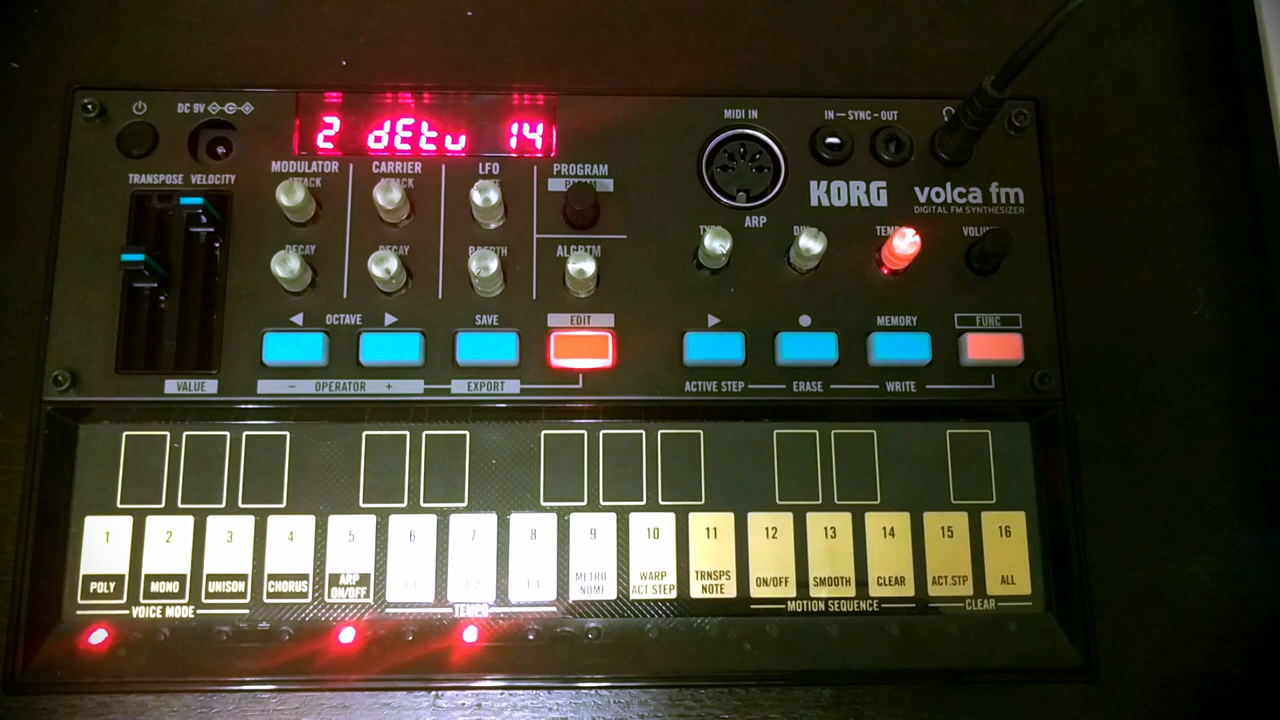 2 dEtu 14
DC 9V
MIDI IN
IN – SYNC – OUT
TRANSPOSE VELOCITY
MODULATOR
CARRIER
LFO
PROGRAM
KORG
volca fm
DIGITAL FM SYNTHESIZER
ARP
DECAY
DECAY
ALGRTM
TEMPO
VOLUME
OCTAVE
SAVE
EDIT
MEMORY
FUNC
VALUE
– OPERATOR +
EXPORT
ACTIVE STEP
ERASE
WRITE
1 2 3 4 5 6 7 8 9 10 11 12 13 14 15 16
POLY
MONO
UNISON
CHORUS
ARP
ON/OFF
METRO
NOME
WARP
ACT STEP
TRNSPS
NOTE
ON/OFF
SMOOTH
CLEAR
ACT.STP
ALL
VOICE MODE
TEMPO
MOTION SEQUENCE
CLEAR